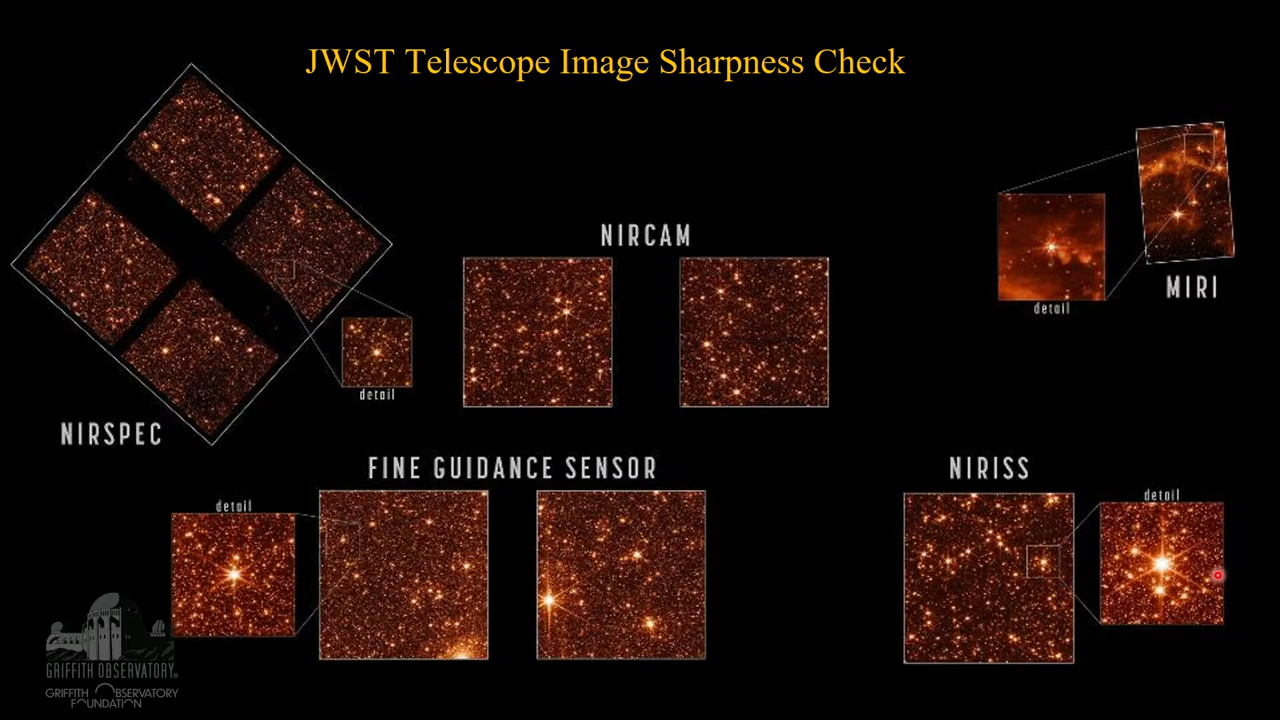 JWST Telescope Image Sharpness Check
NIRCAM
MIRI
detail
detail
NIRSPEC
FINE GUIDANCE SENSOR
NIRISS
detail
detail
GRIFFITH OBSERVATORY®
GRIFFITH OBSERVATORY
FOUNDATION